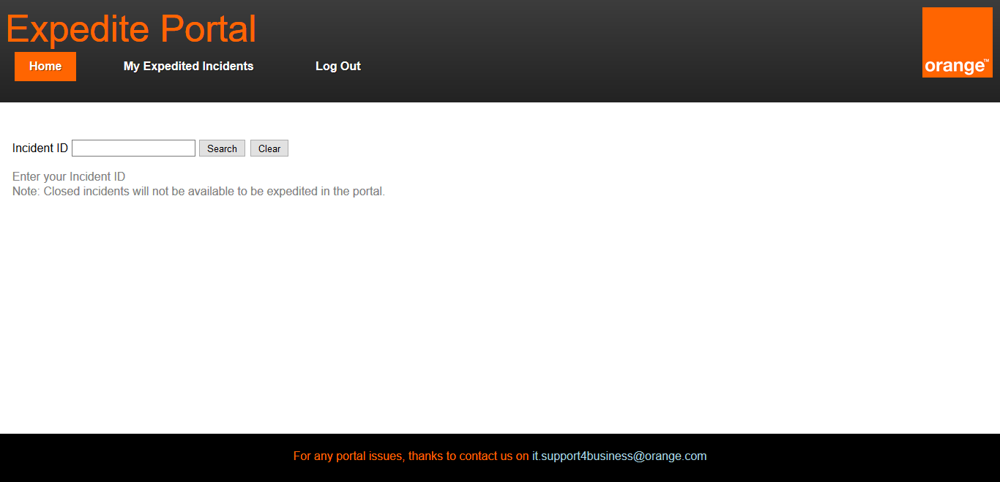 Expedite Portal
orange™
Home My Expedited Incidents Log Out
Incident ID Search Clear
Enter your Incident ID
Note: Closed incidents will not be available to be expedited in the portal.
For any portal issues, thanks to contact us on it.support4business@orange.com